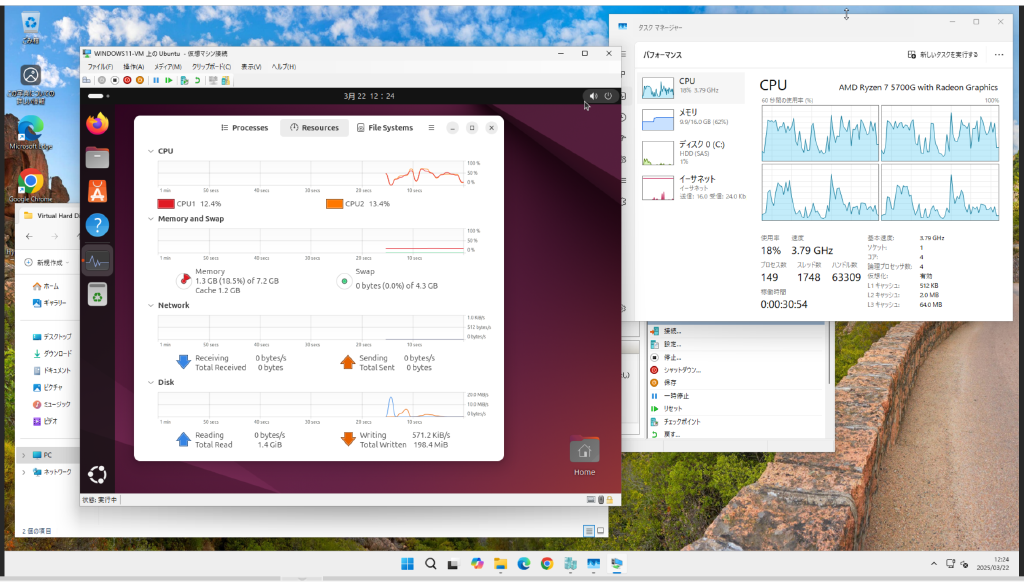 ごみ箱
Microsoft Edge
Google Chrome
WINDOWS11-VM 上の Ubuntu - 仮想マシン接続
ファイル(F) 操作(A) メディア(M) クリップボード(C) 表示(V) ヘルプ(H)
3月 22 12：24
Processes Resources File Systems
CPU
100 %
50 %
0 %
1 min 50 secs 40 secs 30 secs 20 secs 10 secs
CPU1 12.4% CPU2 13.4%
Memory and Swap
100 %
50 %
0 %
1 min 50 secs 40 secs 30 secs 20 secs 10 secs
Memory
1.3 GB (18.5%) of 7.2 GB
Cache 1.2 GB
Swap
0 bytes (0.0%) of 4.3 GB
Network
1.0 KiB/s
512 bytes/s
0 bytes/s
1 min 50 secs 40 secs 30 secs 20 secs 10 secs
Receiving 0 bytes/s
Total Received 0 bytes
Sending 0 bytes/s
Total Sent 0 bytes
Disk
20.0 MiB/s
10.0 MiB/s
0 bytes/s
1 min 50 secs 40 secs 30 secs 20 secs 10 secs
Reading 0 bytes/s
Total Read 1.4 GiB
Writing 571.2 KiB/s
Total Written 198.4 MiB
Home
状態: 実行中
Virtual Hard Di
新規作成
ホーム
ギャラリー
デスクトップ
ダウンロード
ドキュメント
ピクチャ
ミュージック
ビデオ
PC
ネットワーク
2 個の項目
タスク マネージャー
パフォーマンス
新しいタスクを実行する
CPU
18% 3.79 GHz
メモリ
9.9/16.0 GB (62%)
ディスク 0 (C:)
HDD (SAS)
1%
イーサネット
イーサネット
送信: 16.0 受信: 24.0 Kb
CPU
AMD Ryzen 7 5700G with Radeon Graphics
60 秒間の使用率 (%)
100%
使用率 速度
18% 3.79 GHz
プロセス数 スレッド数 ハンドル数
149 1748 63309
稼働時間
0:00:30:54
基本速度: 3.79 GHz
ソケット: 1
コア: 4
論理プロセッサ数: 4
仮想化: 有効
L1 キャッシュ: 512 KB
L2 キャッシュ: 2.0 MB
L3 キャッシュ: 64.0 MB
接続...
設定...
停止...
シャットダウン...
保存
一時停止
リセット
チェックポイント
戻す...
12:24
2025/03/22